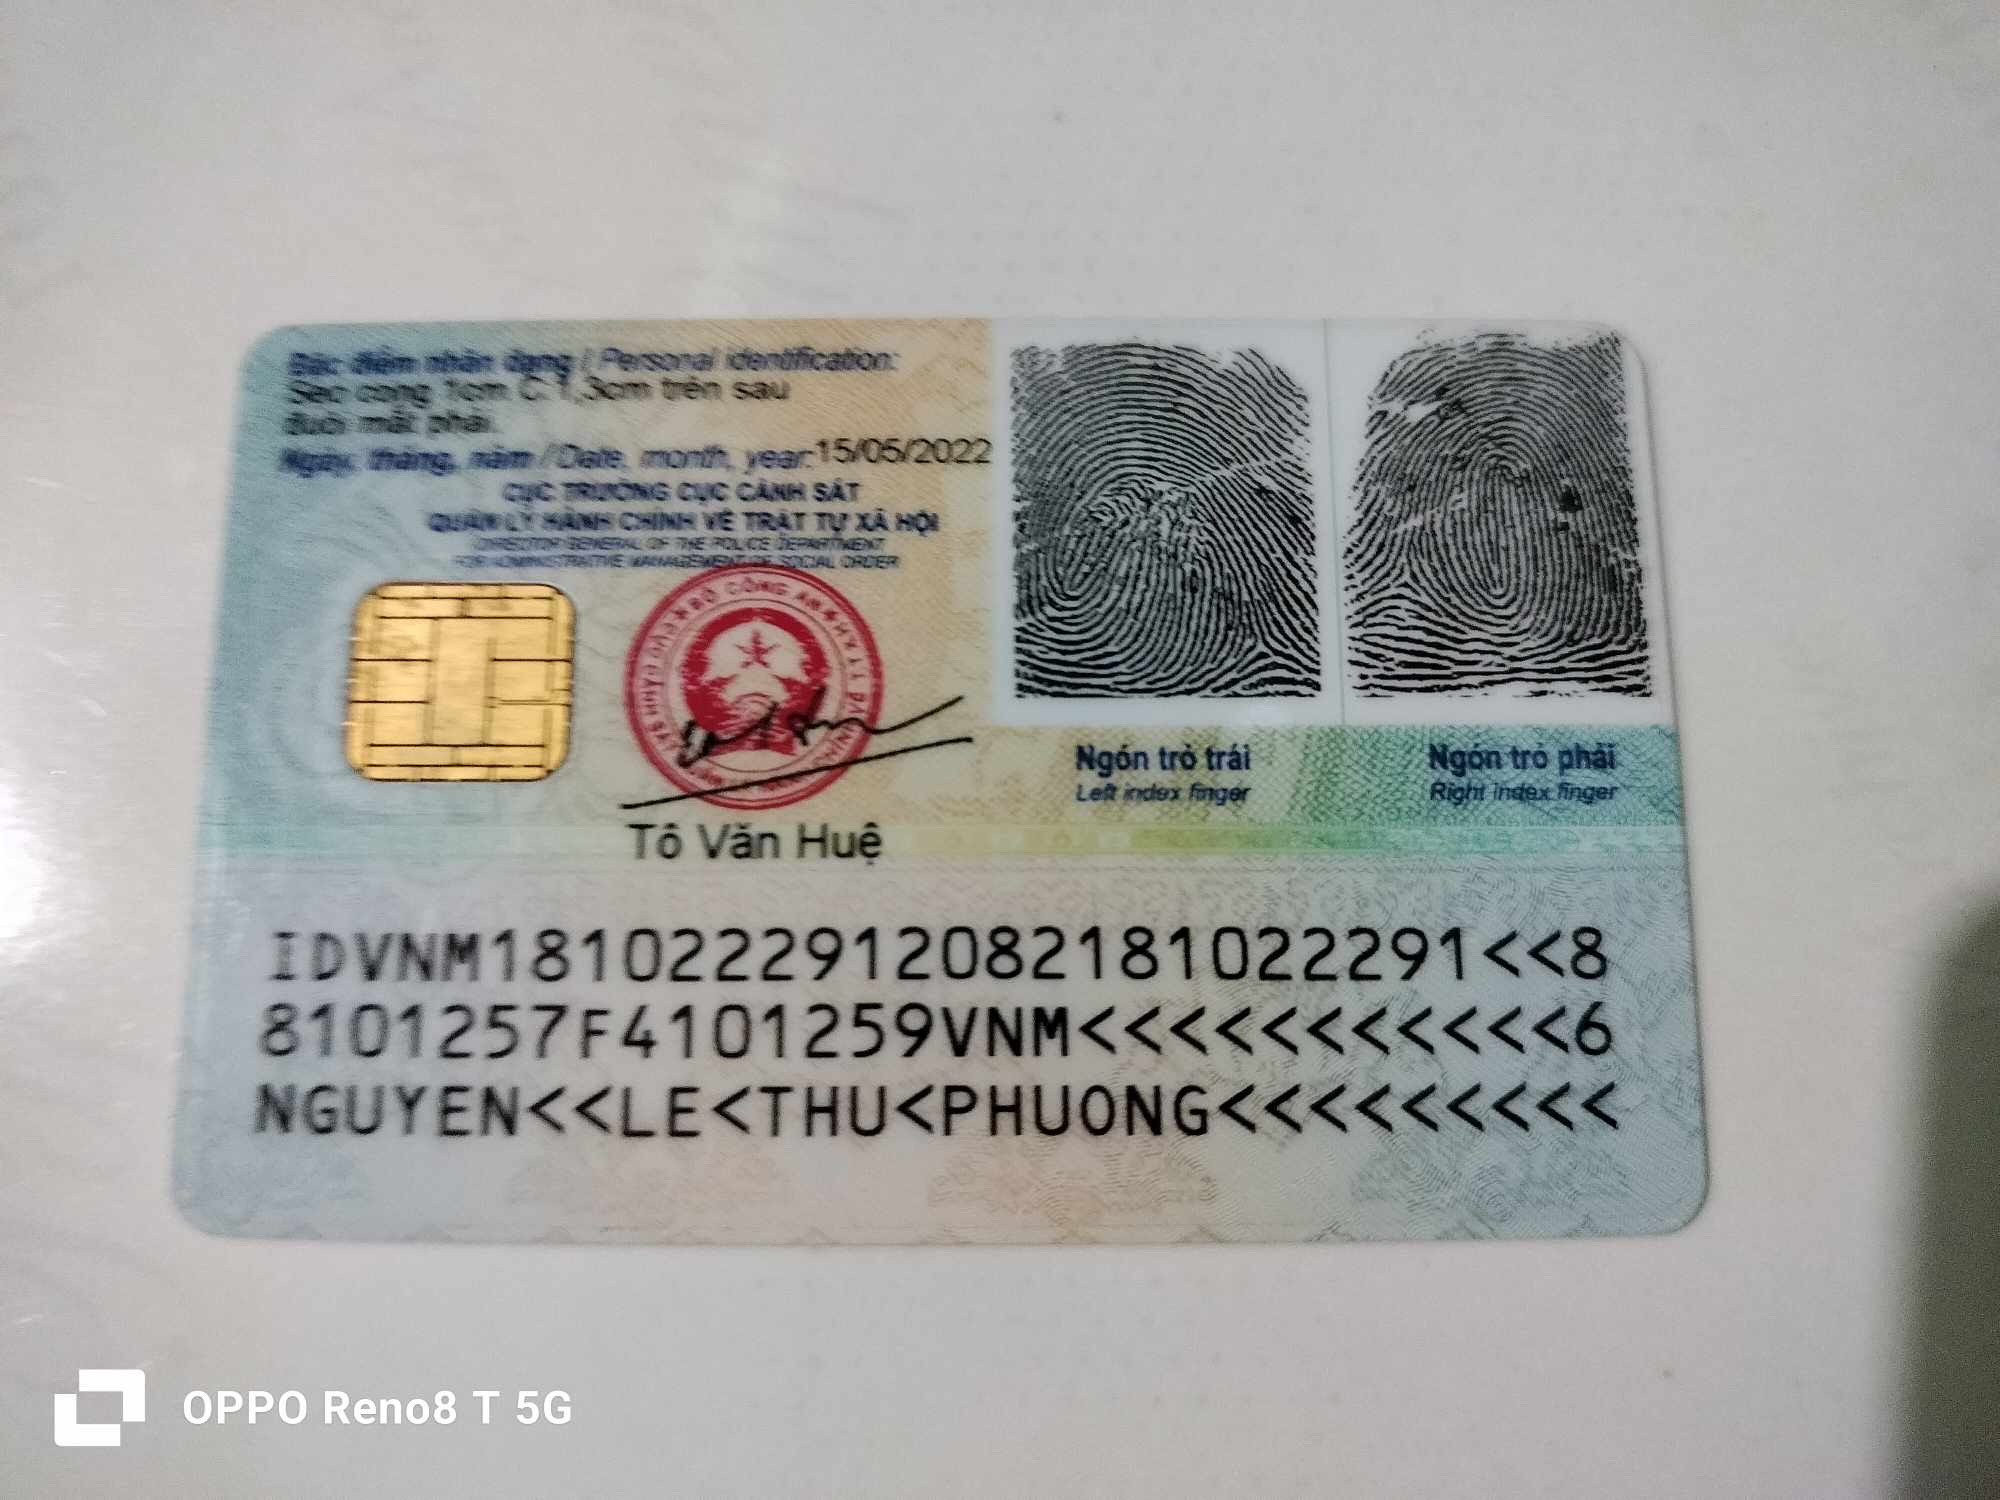 Đặc điểm nhân dạng / Personal identification:
Sẹo cong 1cm C.1,3cm trên sau
đuôi mắt phải.
Ngày, tháng, năm / Date, month, year: 15/05/2022
CỤC TRƯỞNG CỤC CẢNH SÁT
QUẢN LÝ HÀNH CHÍNH VỀ TRẬT TỰ XÃ HỘI
DIRECTOR GENERAL OF THE POLICE DEPARTMENT
FOR ADMINISTRATIVE MANAGEMENT OF SOCIAL ORDER
BỘ CÔNG AN
Tô Văn Huệ
Ngón trỏ trái
Left index finger
Ngón trỏ phải
Right index finger
IDVNM1810222912082181022291<<8
8101257F4101259VNM<<<<<<<<<<<6
NGUYEN<<LE<THU<PHUONG<<<<<<<<<
OPPO Reno8 T 5G